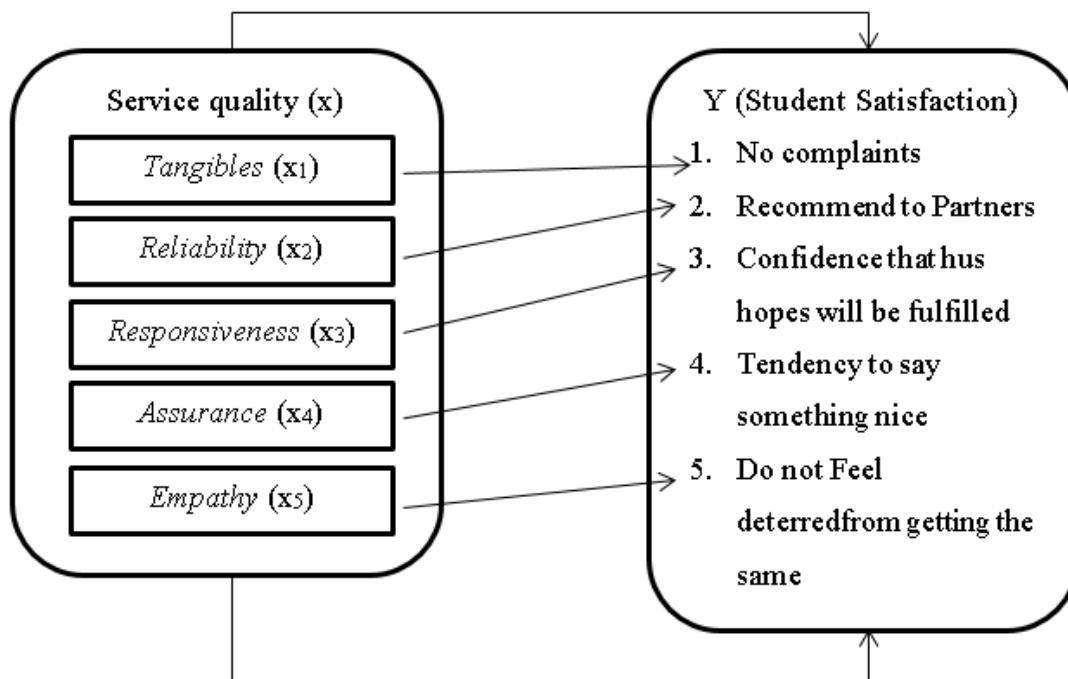 Service quality (x)
Tangibles (x1)
Reliability (x2)
Responsiveness (x3)
Assurance (x4)
Empathy (x5)
Y (Student Satisfaction)
1. No complaints
2. Recommend to Partners
3. Confidence that hus
hopes will be fulfilled
4. Tendency to say
something nice
5. Do not Feel
deterredfrom getting the
same